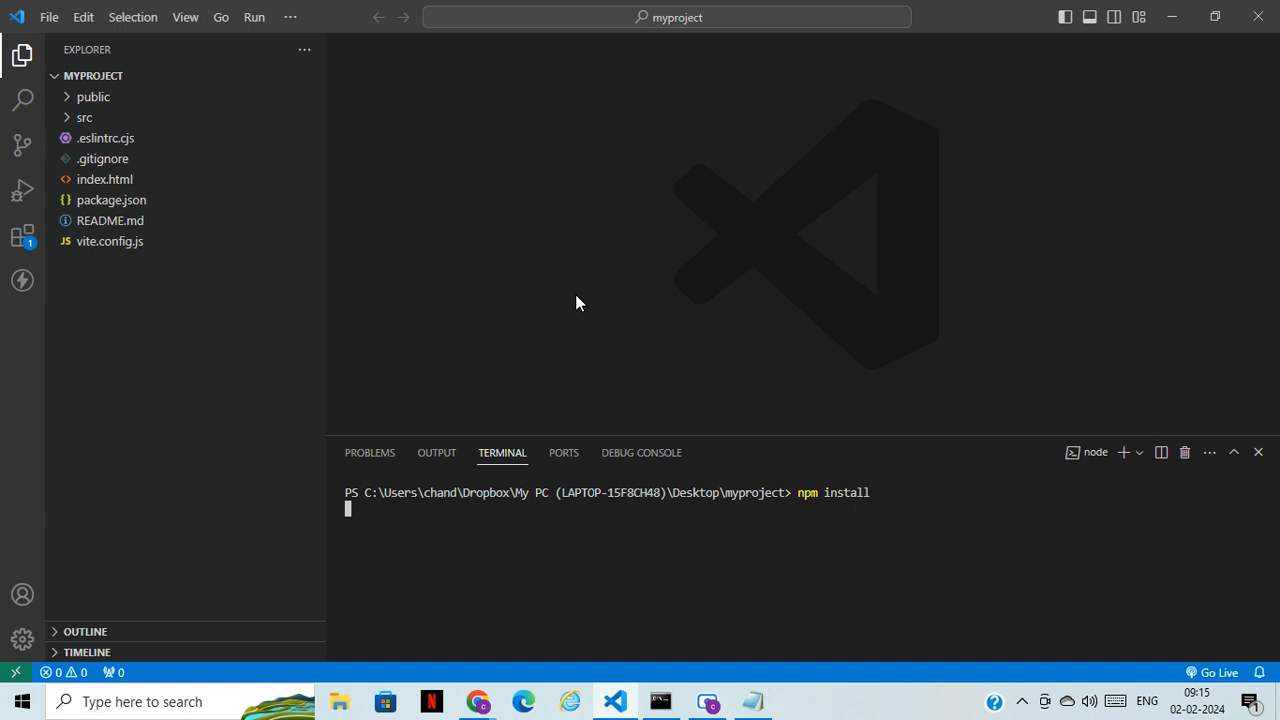 File Edit Selection View Go Run ···
myproject
EXPLORER
MYPROJECT
public
src
.eslintrc.cjs
.gitignore
<> index.html
{} package.json
README.md
JS vite.config.js
1
PROBLEMS OUTPUT TERMINAL PORTS DEBUG CONSOLE
node
PS C:\Users\chand\Dropbox\My PC (LAPTOP-15F8CH48)\Desktop\myproject> npm install
OUTLINE
TIMELINE
0 0 0
Go Live
Type here to search
ENG
09:15
02-02-2024
1